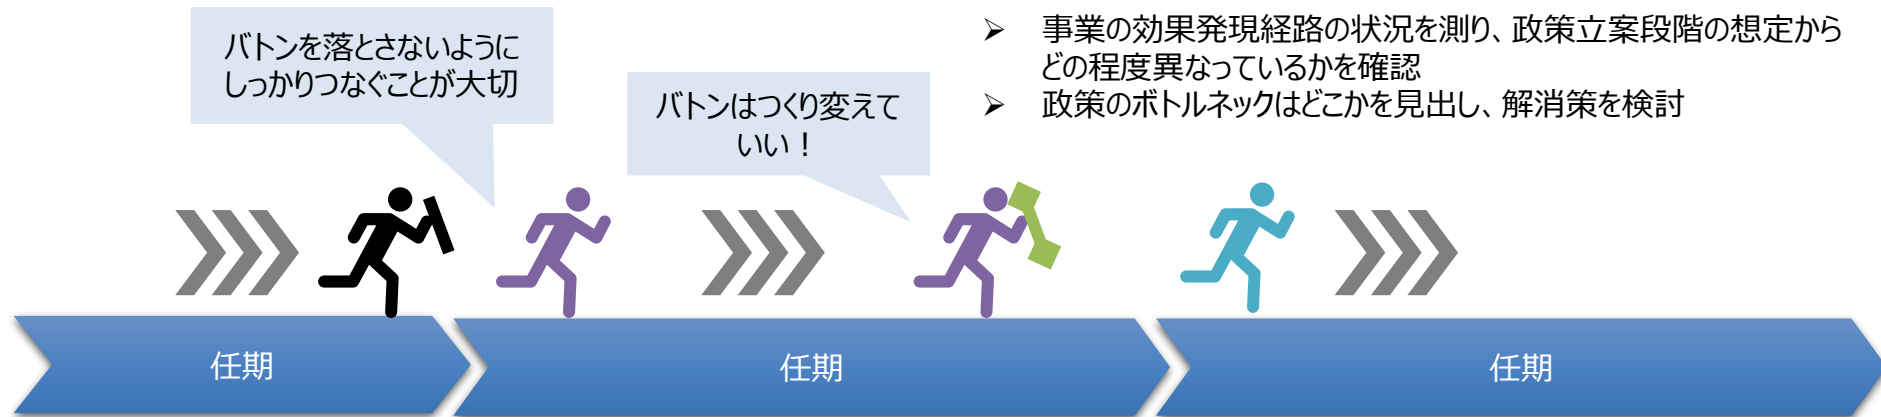 バトンを落とさないように
しっかりつなぐことが大切
バトンはつくり変えて
いい！
➢ 事業の効果発現経路の状況を測り、政策立案段階の想定から
どの程度異なっているかを確認
➢ 政策のボトルネックはどこかを見出し、解消策を検討
任期
任期
任期